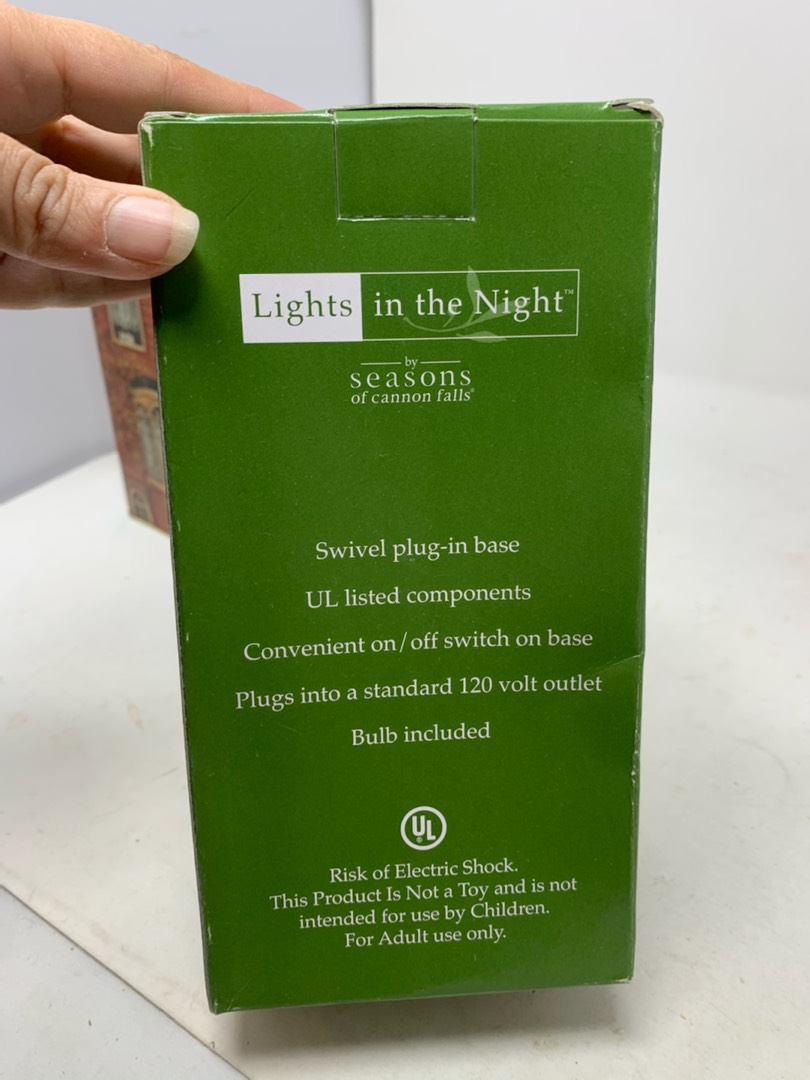 Lights in the Night™
by
seasons
of cannon falls®
Swivel plug-in base
UL listed components
Convenient on/off switch on base
Plugs into a standard 120 volt outlet
Bulb included
UL®
Risk of Electric Shock.
This Product Is Not a Toy and is not
intended for use by Children.
For Adult use only.